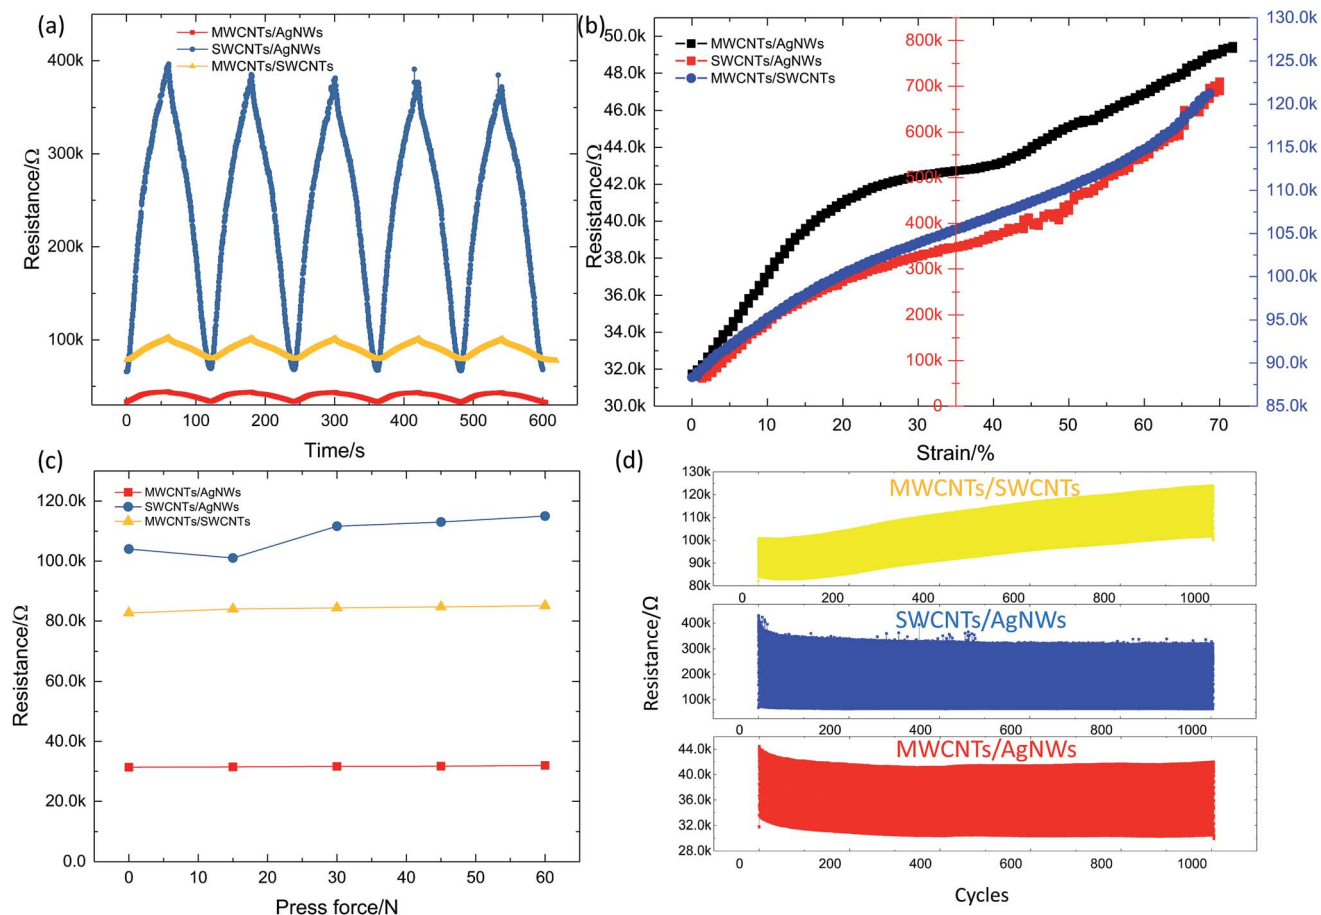 (a)
MWCNTs/AgNWs
SWCNTs/AgNWs
MWCNTs/SWCNTs
400k
300k
200k
100k
Resistance/Ω
0 100 200 300 400 500 600
Time/s
(b)
MWCNTs/AgNWs
SWCNTs/AgNWs
MWCNTs/SWCNTs
50.0k
48.0k
46.0k
44.0k
42.0k
40.0k
38.0k
36.0k
34.0k
32.0k
30.0k
Resistance/Ω
800k
700k
600k
500k
400k
300k
200k
100k
0
130.0k
125.0k
120.0k
115.0k
110.0k
105.0k
100.0k
95.0k
90.0k
85.0k
0 10 20 30 40 50 60 70
Strain/%
(c)
MWCNTs/AgNWs
SWCNTs/AgNWs
MWCNTs/SWCNTs
120.0k
100.0k
80.0k
60.0k
40.0k
20.0k
0.0
Resistance/Ω
0 10 20 30 40 50 60
Press force/N
(d)
MWCNTs/SWCNTs
130k
120k
110k
100k
90k
80k
0 200 400 600 800 1000
SWCNTs/AgNWs
400k
300k
200k
100k
0 200 400 600 800 1000
MWCNTs/AgNWs
44.0k
40.0k
36.0k
32.0k
28.0k
0 200 400 600 800 1000
Resistance/Ω
Cycles